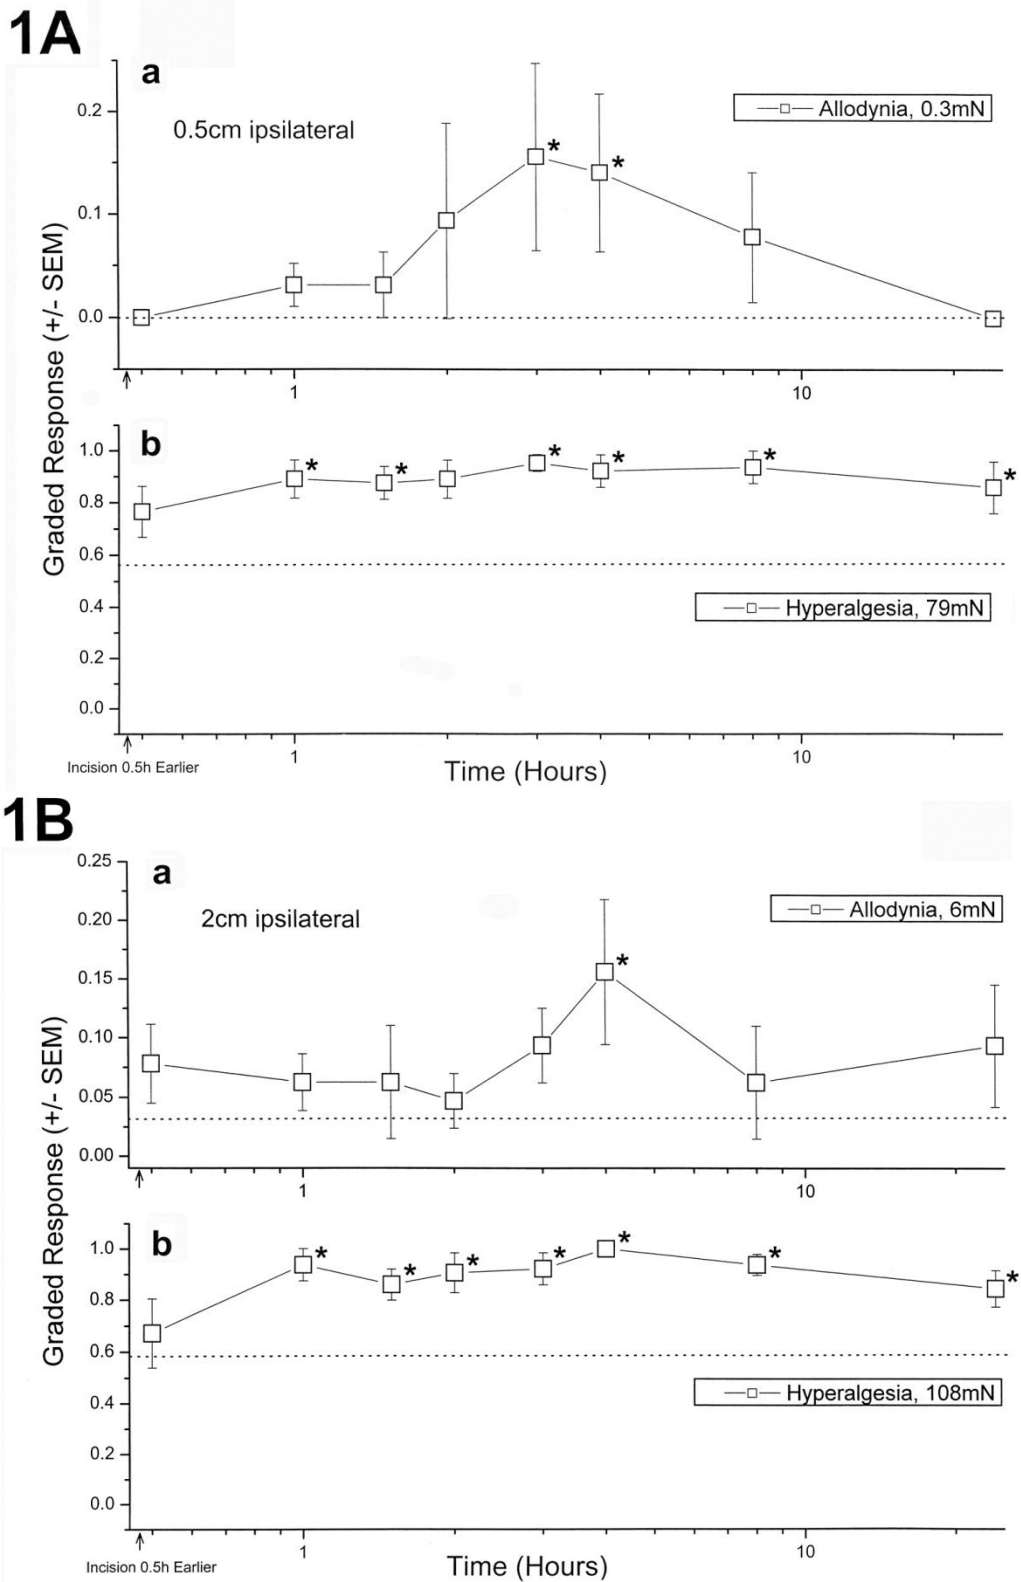 1A
a
0.5cm ipsilateral
Allodynia, 0.3mN
0.2
0.1
0.0
1 10
Graded Response (+/- SEM)
b
1.0
0.8
0.6
0.4
0.2
0.0
* * * * * * * *
Hyperalgesia, 79mN
1 10
Incision 0.5h Earlier
Time (Hours)
1B
a
2cm ipsilateral
Allodynia, 6mN
0.25
0.20
0.15
0.10
0.05
0.00
*
1 10
Graded Response (+/- SEM)
b
1.0
0.8
0.6
0.4
0.2
0.0
* * * * * * *
Hyperalgesia, 108mN
1 10
Incision 0.5h Earlier
Time (Hours)